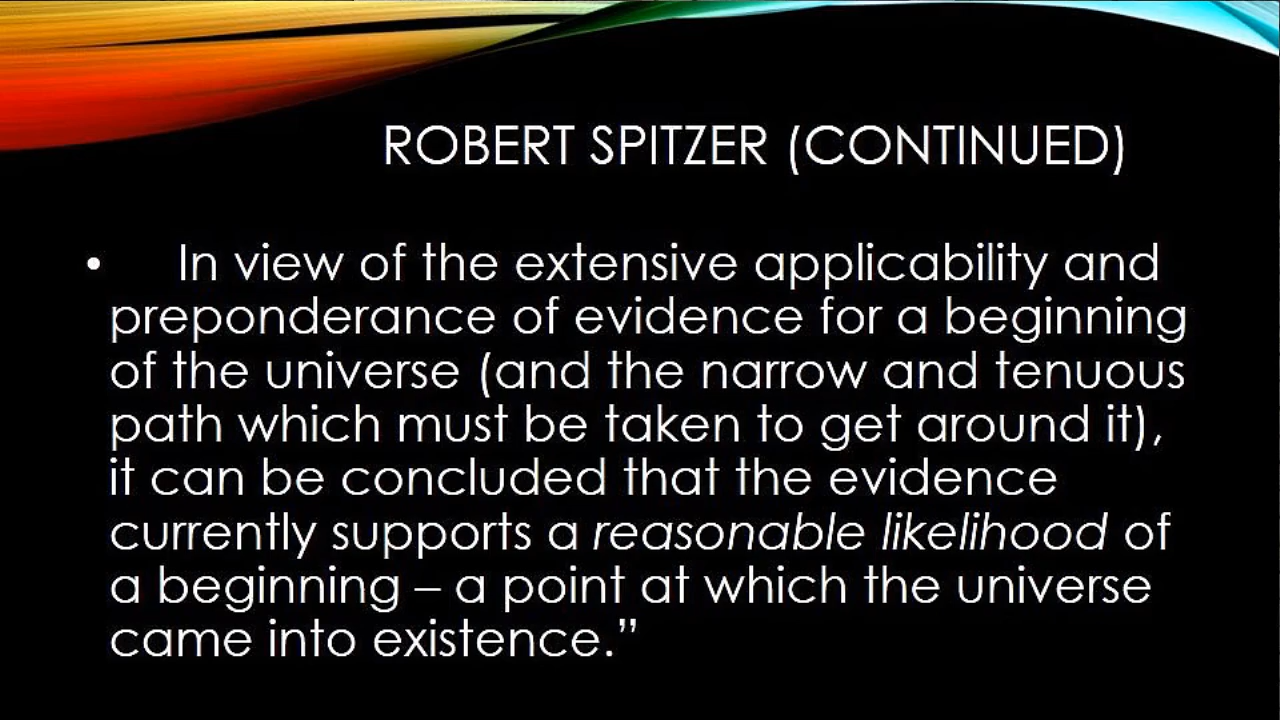 ROBERT SPITZER (CONTINUED)
• In view of the extensive applicability and
preponderance of evidence for a beginning
of the universe (and the narrow and tenuous
path which must be taken to get around it),
it can be concluded that the evidence
currently supports a reasonable likelihood of
a beginning – a point at which the universe
came into existence.”